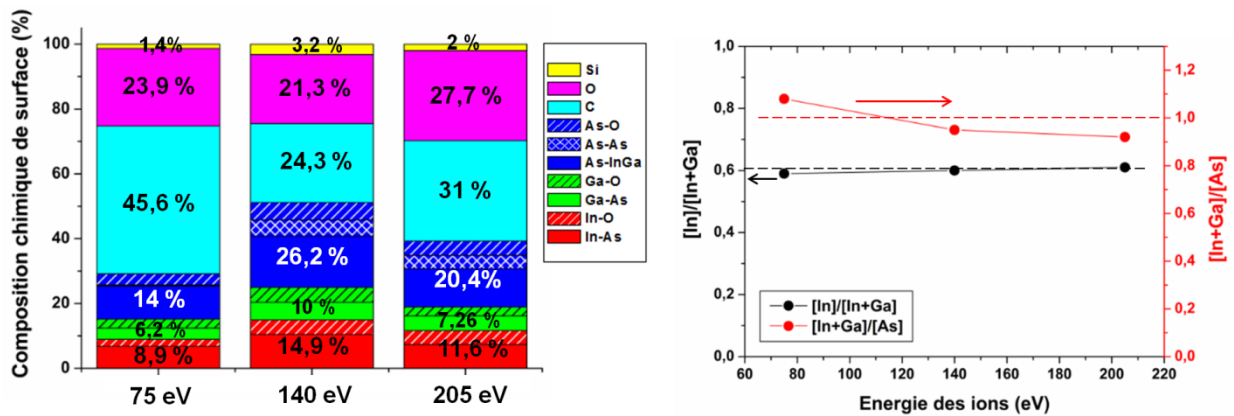 Composition chimique de surface (%)
100
80
60
40
20
0
1,4%
23,9 %
45,6 %
14 %
6,2 %
8,9 %
3,2 %
21,3 %
24,3 %
26,2 %
10 %
14,9 %
2 %
27,7 %
31 %
20,4%
7,26 %
11,6 %
75 eV
140 eV
205 eV
Si
O
C
As-O
As-As
As-InGa
Ga-O
Ga-As
In-O
In-As
[In]/[In+Ga]
1,0
0,8
0,6
0,4
0,2
0,0
[In]/[In+Ga]
[In+Ga]/[As]
60 80 100 120 140 160 180 200 220
Energie des ions (eV)
1,2
1,0
0,8
0,6
0,4
0,2
0,0
[In+Ga]/[As]